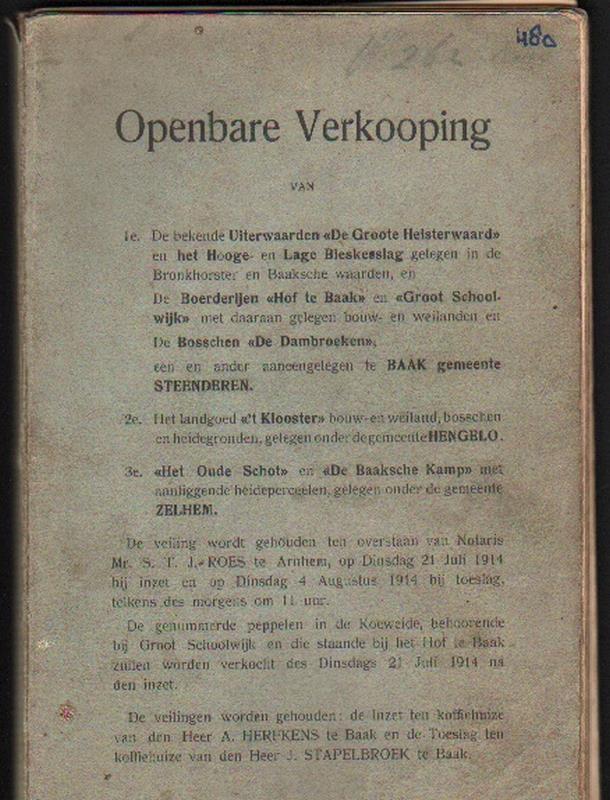 480
262
Openbare Verkooping
VAN
1e. De bekende Uiterwaarden «De Groote Heisterwaard»
en het Hooge- en Lage Bleskesslag gelegen in de
Bronkhorster en Baaksche waarden, en
De Boerderijen «Hof te Baak» en «Groot School-
wijk» met daaraan gelegen bouw- en weilanden en
De Bosschen «De Dambroeken»,
een en ander aaneengelegen te BAAK gemeente
STEENDEREN.
2e. Het landgoed «'t Klooster» bouw- en weiland, bosschen
en heidegronden, gelegen onder de gemeente HENGELO.
3e. «Het Oude Schot» en «De Baaksche Kamp» met
aanliggende heideperceelen, gelegen onder de gemeente
ZELHEM.
De veiling wordt gehouden ten overstaan van Notaris
Mr. S. T. J. ROES te Arnhem, op Dinsdag 21 Juli 1914
bij inzet en op Dinsdag 4 Augustus 1914 bij toeslag,
telkens des morgens om 11 uur.
De genummerde peppelen in de Koeweide, behoorende
bij Groot Schoolwijk en die staande bij het Hof te Baak
zullen worden verkocht des Dinsdags 21 Juli 1914 na
den inzet.
De veilingen worden gehouden: de Inzet ten koffiehuize
van den Heer A. HERFKENS te Baak en de Toeslag ten
koffiehuize van den Heer J. STAPELBROEK te Baak.